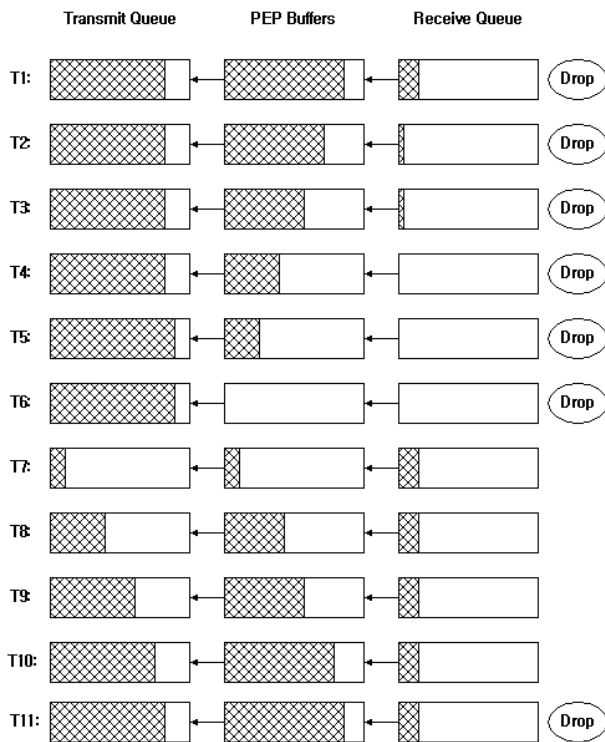 Transmit Queue PEP Buffers Receive Queue
T1: Drop
T2: Drop
T3: Drop
T4: Drop
T5: Drop
T6: Drop
T7:
T8:
T9:
T10:
T11: Drop